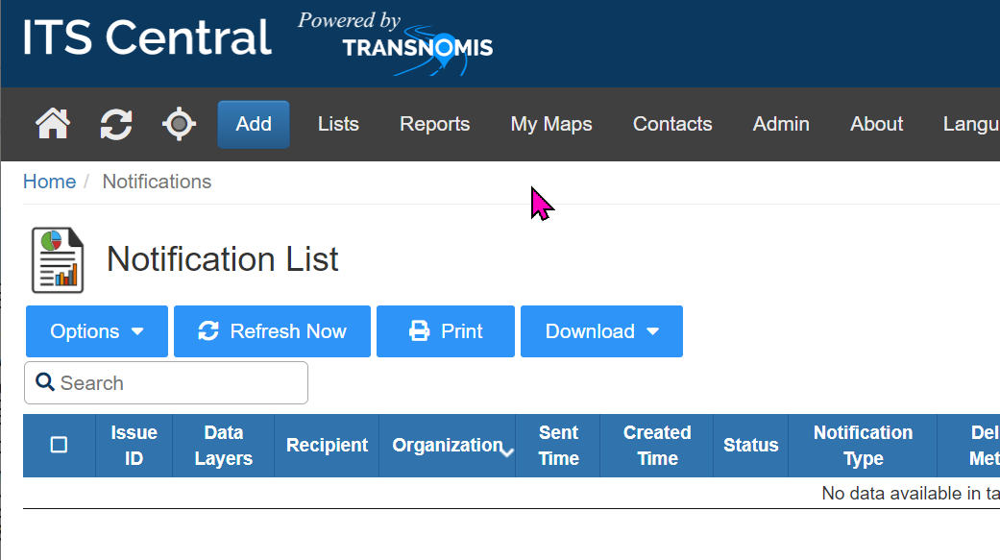 ITS Central Powered by
TRANSNOMIS
Add Lists Reports My Maps Contacts Admin About Langu
Home / Notifications
Notification List
Options Refresh Now Print Download
Search
Issue ID Data Layers Recipient Organization Sent Time Created Time Status Notification Type Del Met
No data available in ta